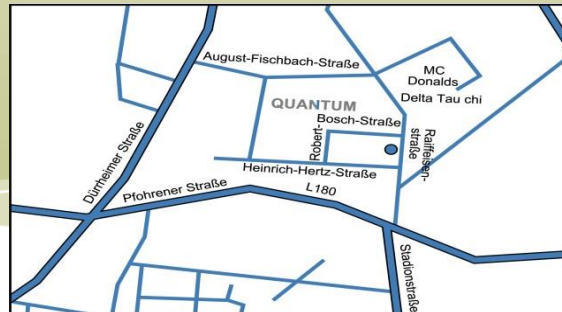 August-Fischbach-Straße
MC
Donalds
Delta Tau chi
QUANTUM
Robert-
Bosch-Straße
Raiffeisen-
straße
Heinrich-Hertz-Straße
L180
Dürrheimer Straße
Pfohrener Straße
Stadionstraße